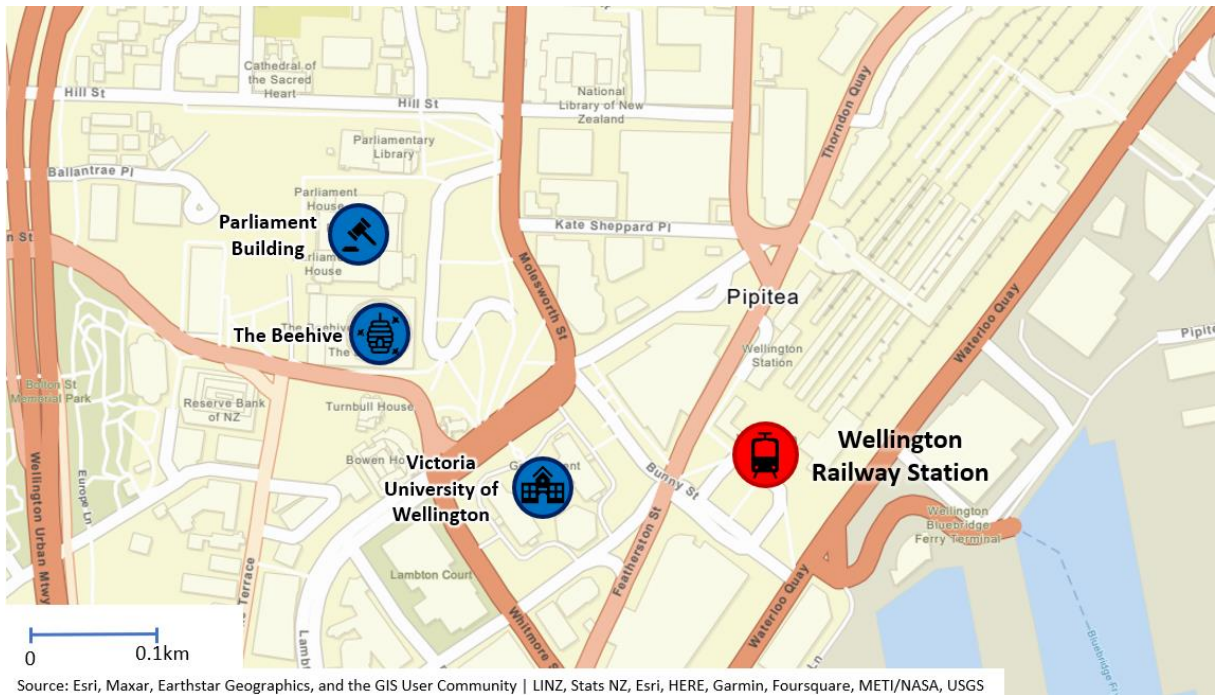 Cathedral of
the Sacred
Heart
Hill St
Hill St
National
Library of New
Zealand
Thorndon Quay
Parliamentary
Library
Ballantrae Pl
Parliament
House
Parliament
Building
Kate Sheppard Pl
House
Molesworth St
Pipitea
Waterloo Quay
The Beehive
Wellington
Station
Bolton St
Memorial Park
Reserve Bank
of NZ
Turnbull House
Victoria
University of
Wellington
Bunny St
Wellington
Railway Station
Europe Ln
Wellington Urban Mtwy
Featherston St
Wellington
Bluebridge
Ferry Terminal
Lambton Court
Terrace
Whitmore S
Waterloo Quay
Ln
Bluebridge
0
0.1km
Source: Esri, Maxar, Earthstar Geographics, and the GIS User Community | LINZ, Stats NZ, Esri, HERE, Garmin, Foursquare, METI/NASA, USGS